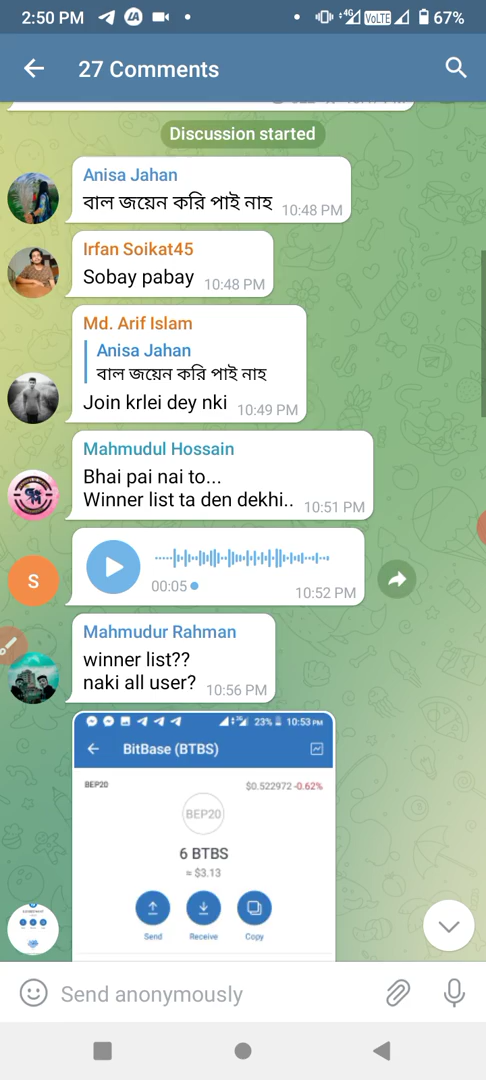 2:50 PM
4G VoLTE 67%
27 Comments
Discussion started
Anisa Jahan
বাল জয়েন করি পাই নাহ 10:48 PM
Irfan Soikat45
Sobay pabay 10:48 PM
Md. Arif Islam
Anisa Jahan
বাল জয়েন করি পাই নাহ
Join krlei dey nki 10:49 PM
Mahmudul Hossain
Bhai pai nai to...
Winner list ta den dekhi.. 10:51 PM
S
00:05 10:52 PM
Mahmudur Rahman
winner list??
naki all user? 10:56 PM
23% 10:53 PM
BitBase (BTBS)
BEP20 $0.522972 -0.62%
BEP20
6 BTBS
≈ $3.13
Send Receive Copy
Send anonymously